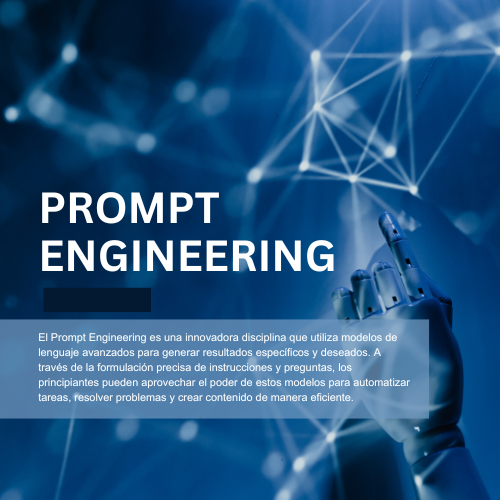 PROMPT
ENGINEERING
El Prompt Engineering es una innovadora disciplina que utiliza modelos de
lenguaje avanzados para generar resultados específicos y deseados. A
través de la formulación precisa de instrucciones y preguntas, los
principiantes pueden aprovechar el poder de estos modelos para automatizar
tareas, resolver problemas y crear contenido de manera eficiente.